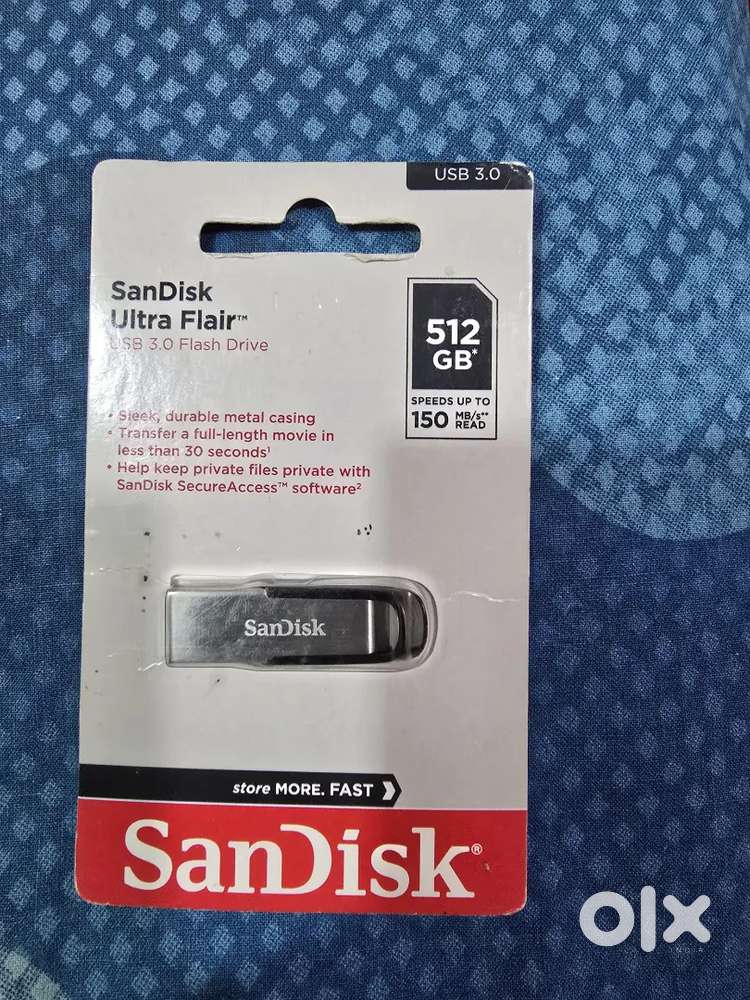 USB 3.0
SanDisk
Ultra Flair™
USB 3.0 Flash Drive
512
GB*
SPEEDS UP TO
150 MB/s** READ
• Sleek, durable metal casing
• Transfer a full-length movie in
less than 30 seconds¹
• Help keep private files private with
SanDisk SecureAccess™ software²
SanDisk
store MORE. FAST
SanDisk®
olx
INDIA